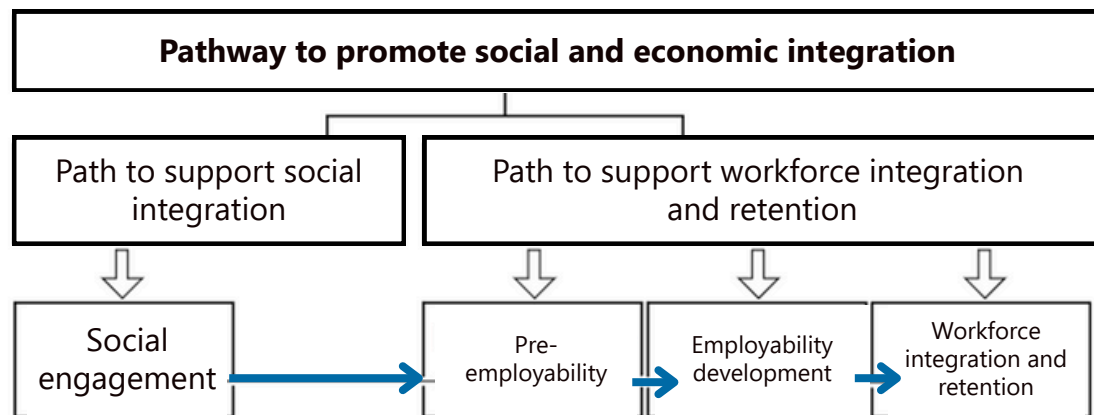 Pathway to promote social and economic integration
Path to support social
integration
Path to support workforce integration
and retention
Social
engagement
Pre-
employability
Employability
development
Workforce
integration and
retention